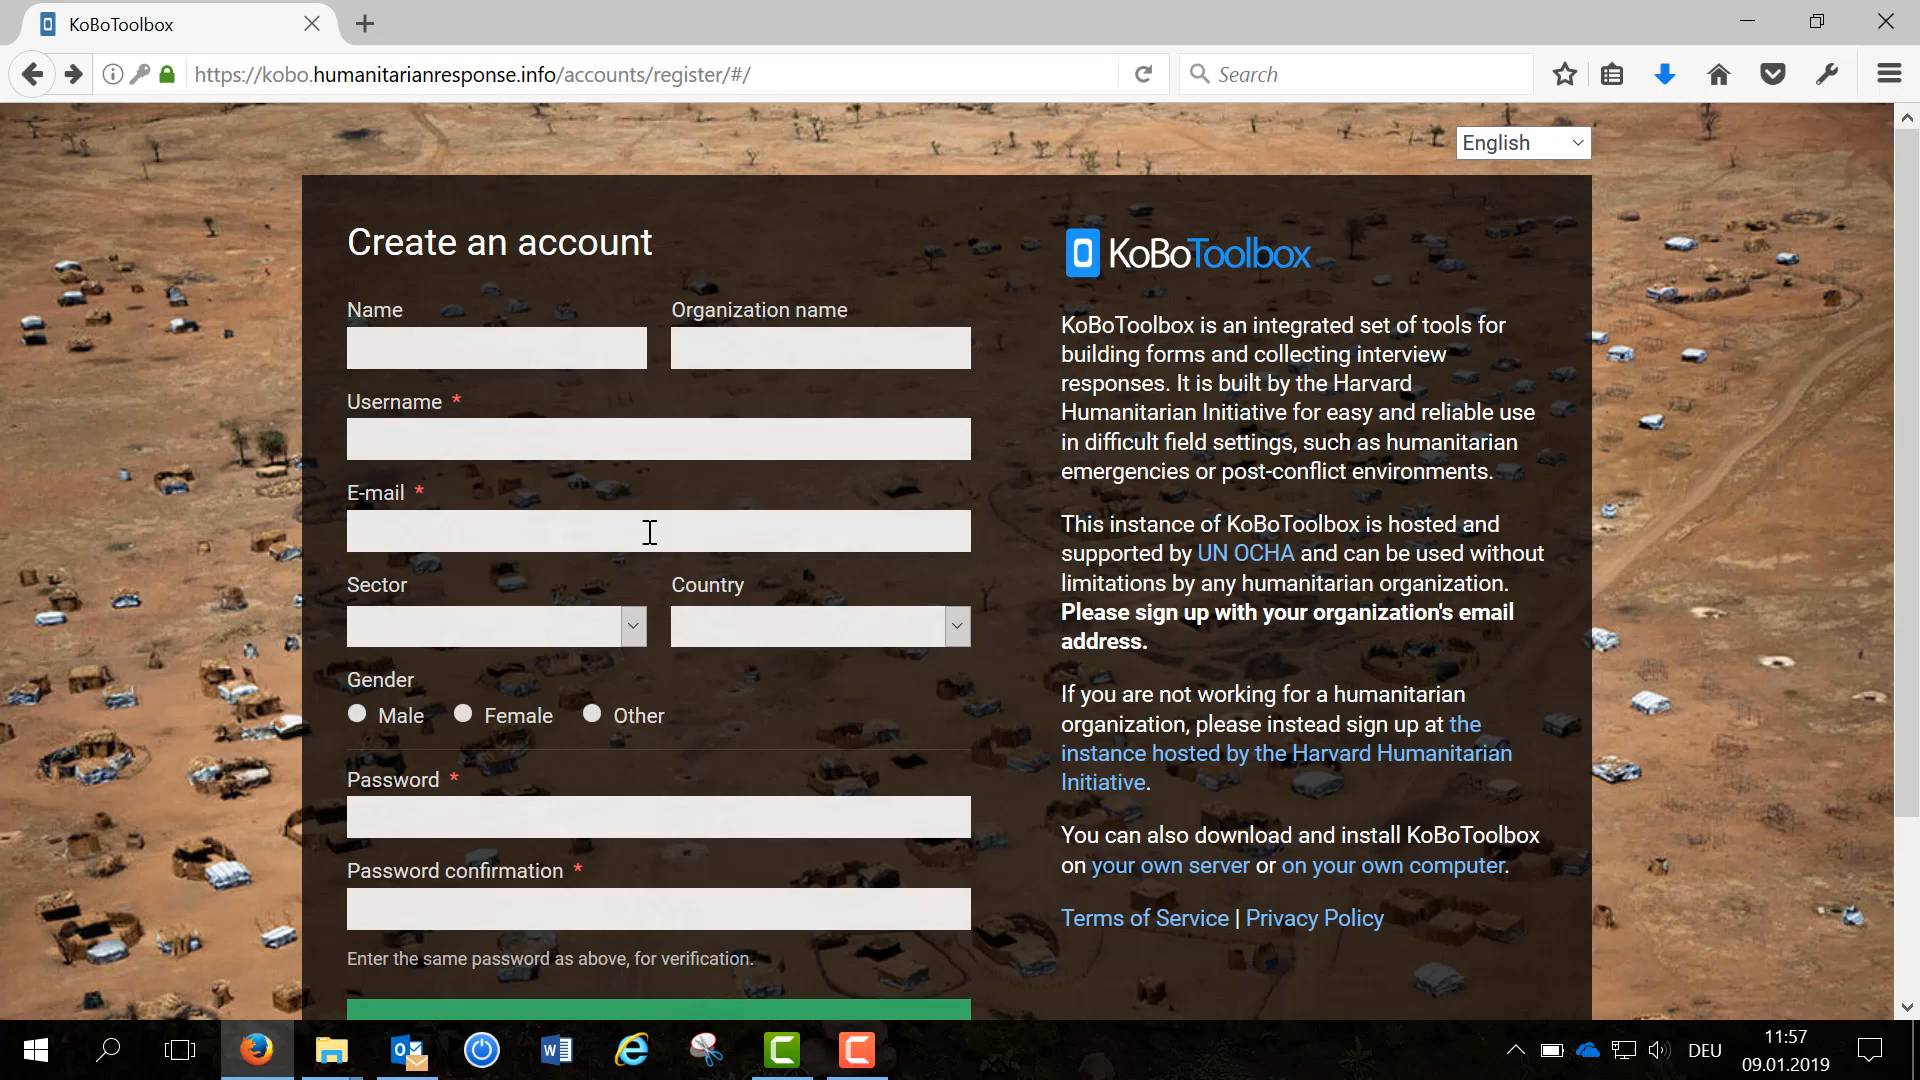 KoBoToolbox
https://kobo.humanitarianresponse.info/accounts/register/#/
Search
English
Create an account
Name
Organization name
Username *
E-mail *
Sector
Country
Gender
Male
Female
Other
Password *
Password confirmation *
Enter the same password as above, for verification.
KoBoToolbox
KoBoToolbox is an integrated set of tools for
building forms and collecting interview
responses. It is built by the Harvard
Humanitarian Initiative for easy and reliable use
in difficult field settings, such as humanitarian
emergencies or post-conflict environments.
This instance of KoBoToolbox is hosted and
supported by UN OCHA and can be used without
limitations by any humanitarian organization.
Please sign up with your organization's email
address.
If you are not working for a humanitarian
organization, please instead sign up at the
instance hosted by the Harvard Humanitarian
Initiative.
You can also download and install KoBoToolbox
on your own server or on your own computer.
Terms of Service | Privacy Policy
DEU
11:57
09.01.2019